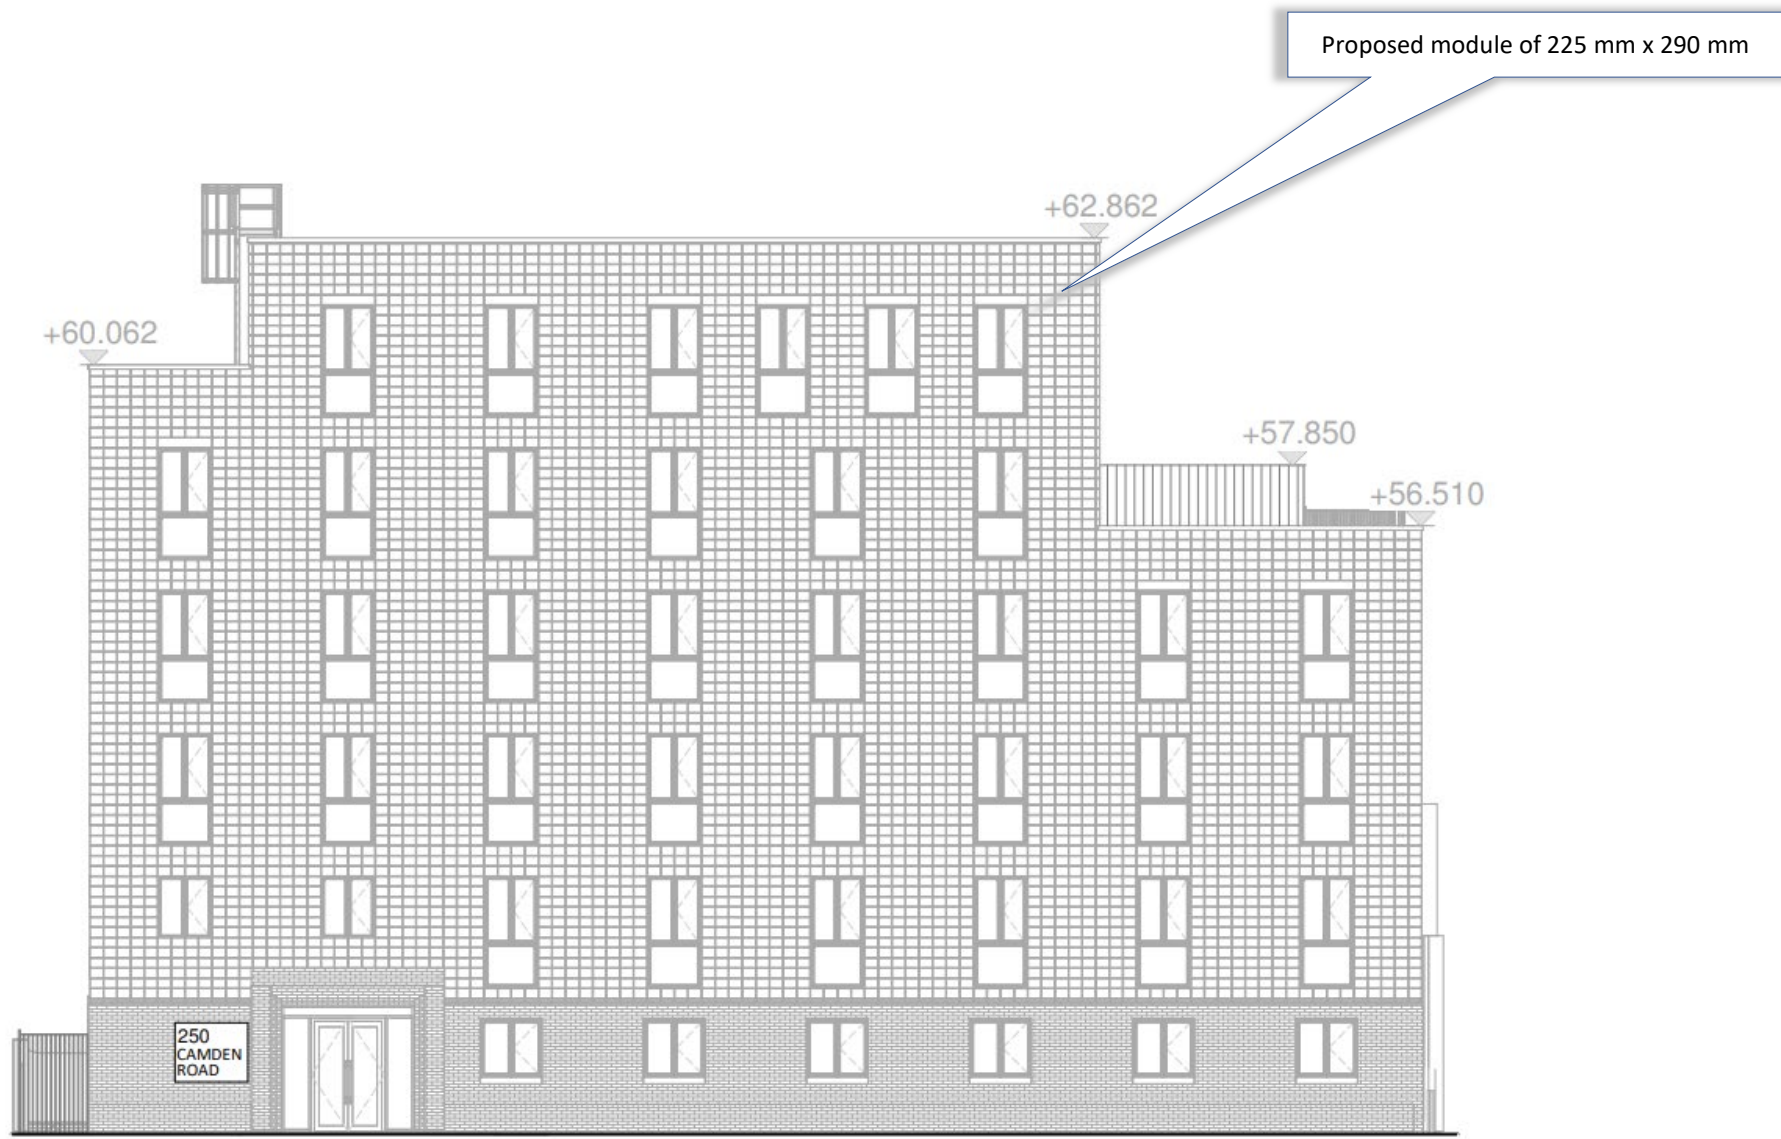 Proposed module of 225 mm x 290 mm
+62.862
+60.062
+57.850
+56.510
250
CAMDEN
ROAD